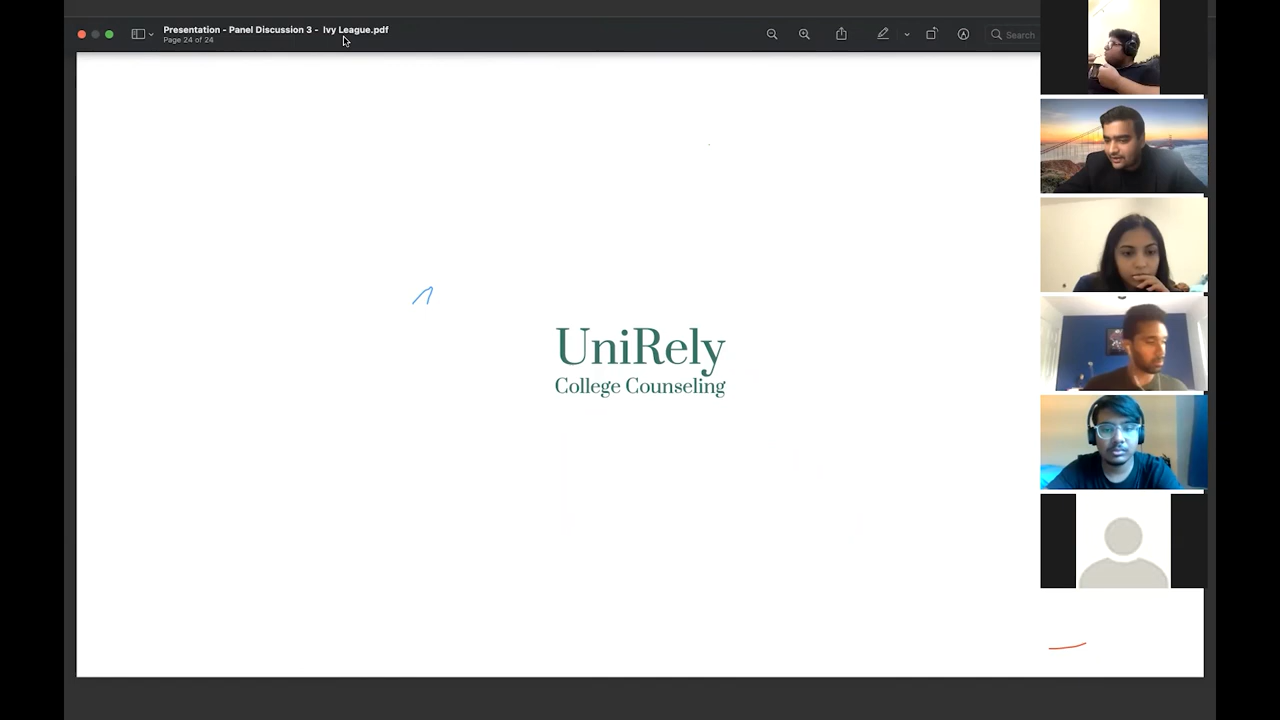 Presentation - Panel Discussion 3 - Ivy League.pdf
Page 24 of 24
Search
UniRely
College Counseling